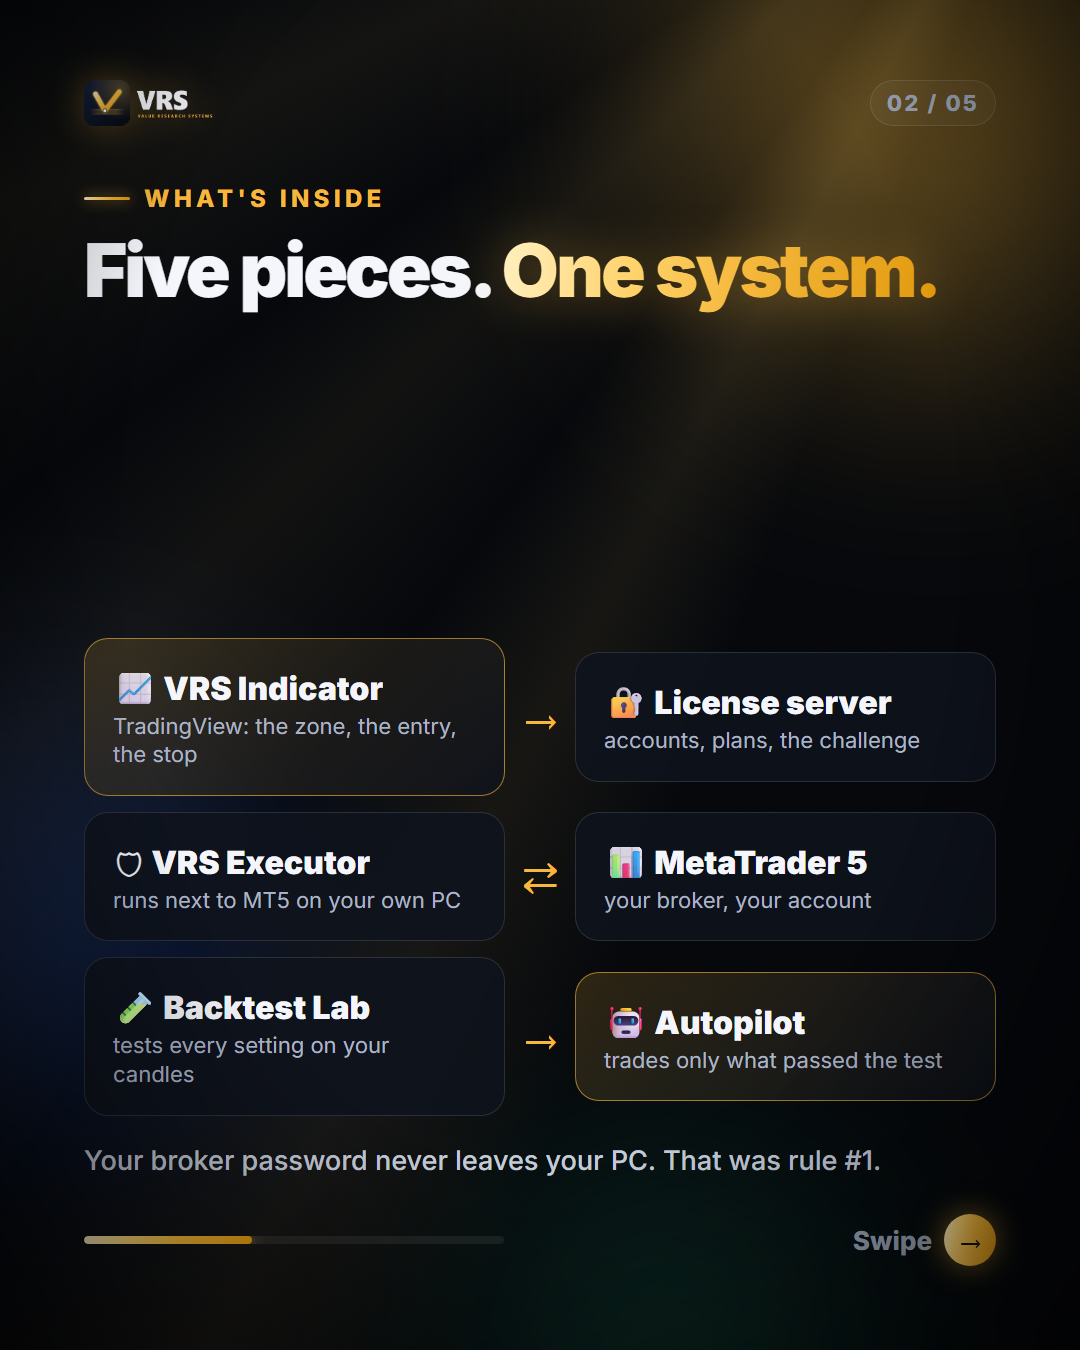 VRS
VALUE RESEARCH SYSTEMS
02 / 05
WHAT'S INSIDE
Five pieces. One system.
VRS Indicator
TradingView: the zone, the entry,
the stop
→
License server
accounts, plans, the challenge
VRS Executor
runs next to MT5 on your own PC
⇄
MetaTrader 5
your broker, your account
Backtest Lab
tests every setting on your
candles
→
Autopilot
trades only what passed the test
Your broker password never leaves your PC. That was rule #1.
Swipe →